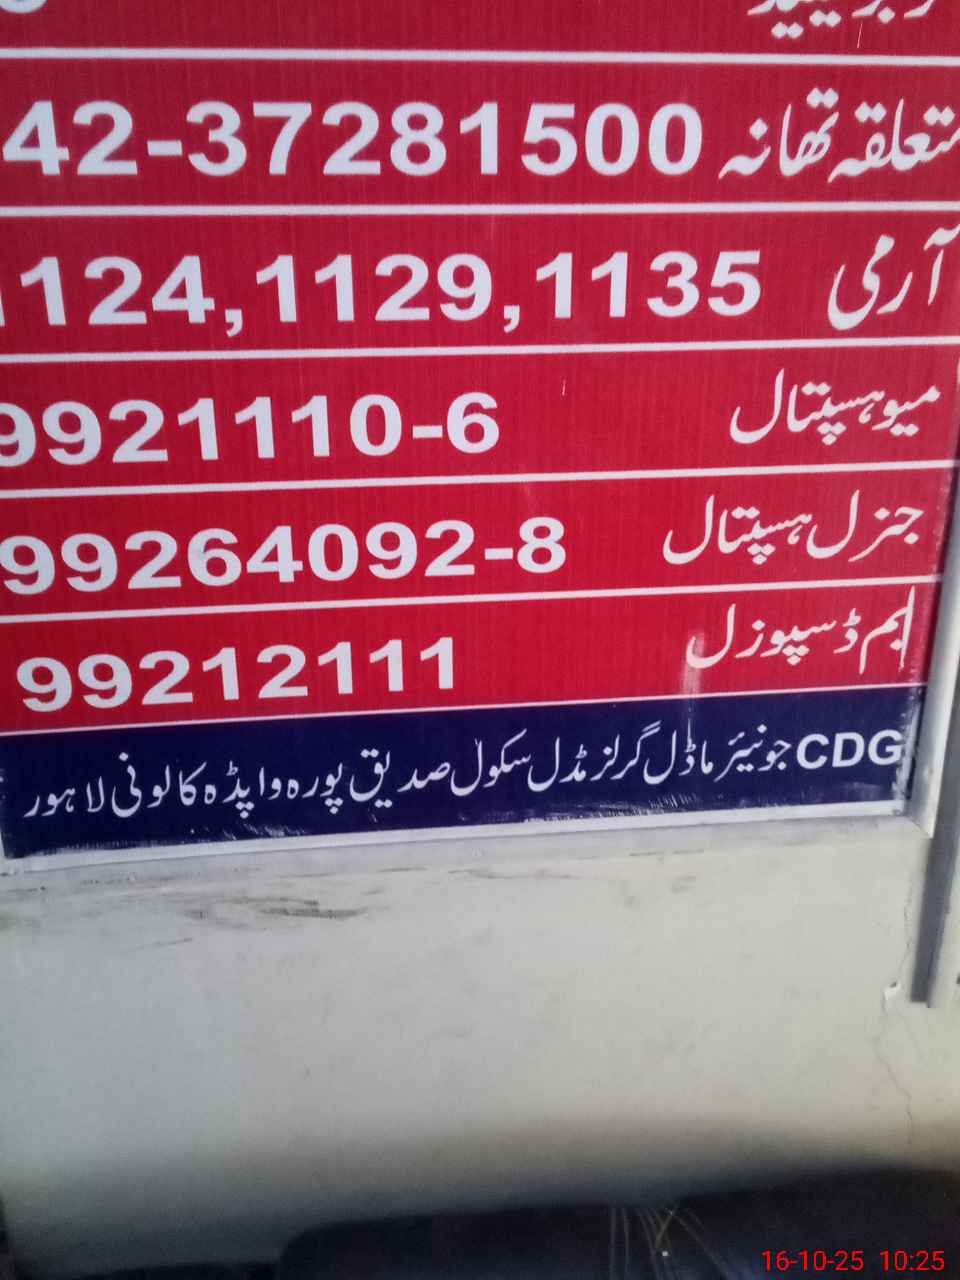 متعلقہ تھانہ 42-37281500
آرمی 1124,1129,1135
میو ہسپتال 9921110-6
جنرل ہسپتال 99264092-8
بم ڈسپوزل 99212111
CDG جونیئر ماڈل گرلز مڈل سکول صدیق پورہ واپڈہ کالونی لاہور
16-10-25 10:25